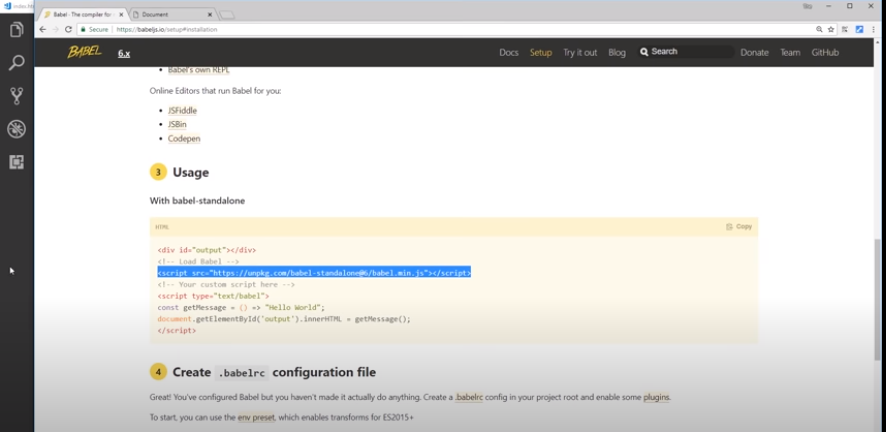 Babel · The compiler for
Document
Secure
https://babeljs.io/setup#installation
BABEL
6.x
Docs
Setup
Try it out
Blog
Search
Donate
Team
GitHub
Babel's own REPL
Online Editors that run Babel for you:
JSFiddle
JSBin
Codepen
3 Usage
With babel-standalone
HTML
Copy
<div id="output"></div>
<!-- Load Babel -->
<script src="https://unpkg.com/babel-standalone@6/babel.min.js"></script>
<!-- Your custom script here -->
<script type="text/babel">
const getMessage = () => "Hello World";
document.getElementById('output').innerHTML = getMessage();
</script>
4 Create .babelrc configuration file
Great! You've configured Babel but you haven't made it actually do anything. Create a .babelrc config in your project root and enable some plugins.
To start, you can use the env preset, which enables transforms for ES2015+